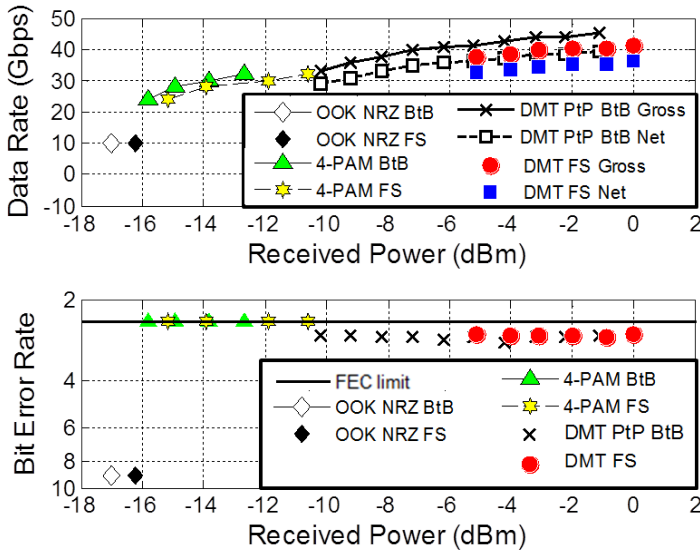 50
40
30
20
10
0
-10
Data Rate (Gbps)
OOK NRZ BtB
OOK NRZ FS
4-PAM BtB
4-PAM FS
DMT PtP BtB Gross
DMT PtP BtB Net
DMT FS Gross
DMT FS Net
-18 -16 -14 -12 -10 -8 -6 -4 -2 0 2
Received Power (dBm)
2
4
6
8
10
Bit Error Rate
FEC limit
OOK NRZ BtB
OOK NRZ FS
4-PAM BtB
4-PAM FS
DMT PtP BtB
DMT FS
-18 -16 -14 -12 -10 -8 -6 -4 -2 0 2
Received Power (dBm)